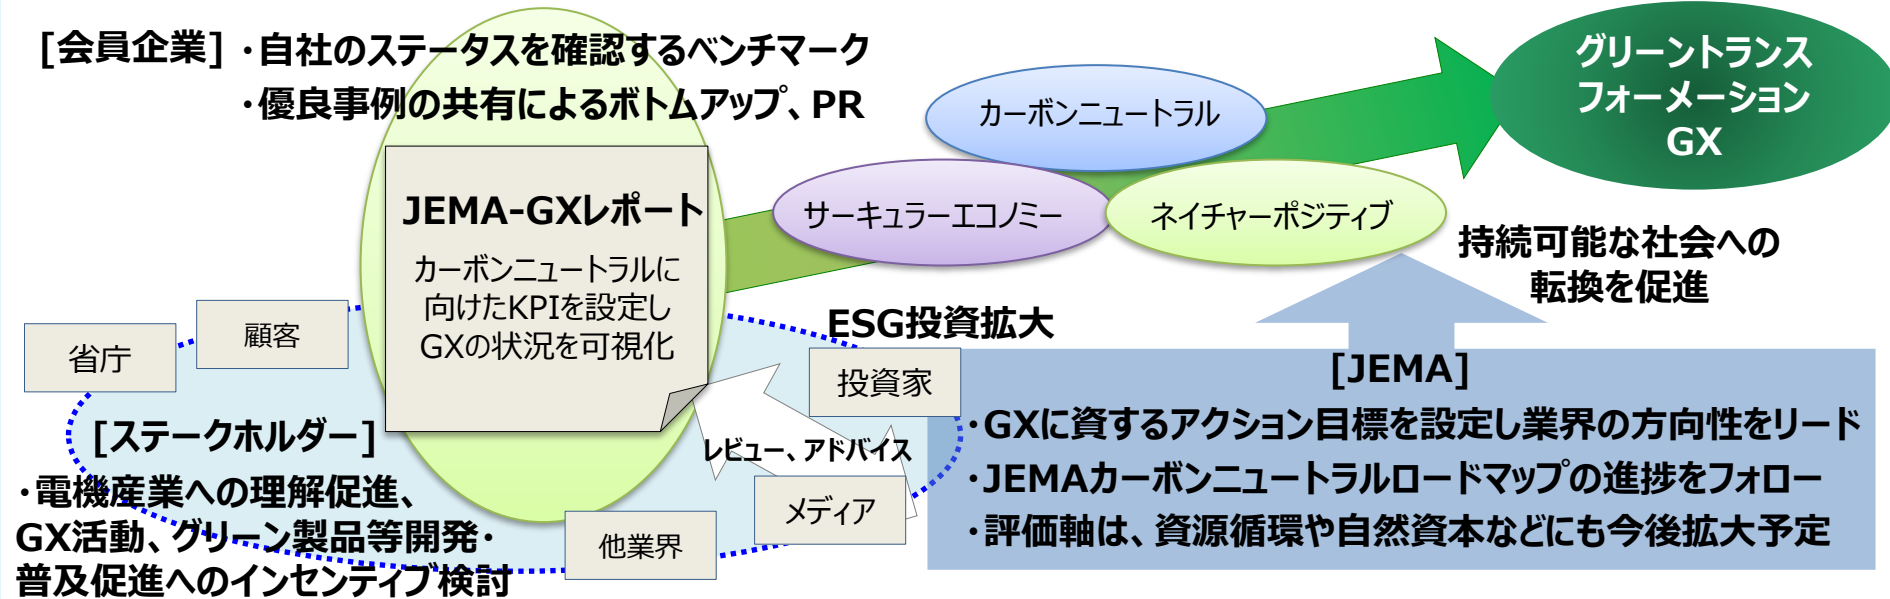 [会員企業]
・自社のステータスを確認するベンチマーク
・優良事例の共有によるボトムアップ、PR
JEMA-GXレポート
カーボンニュートラルに
向けたKPIを設定し
GXの状況を可視化
カーボンニュートラル
サーキュラーエコノミー
ネイチャーポジティブ
グリーントランス
フォーメーション
GX
持続可能な社会への
転換を促進
ESG投資拡大
省庁
顧客
投資家
メディア
他業界
レビュー、アドバイス
[ステークホルダー]
・電機産業への理解促進、
GX活動、グリーン製品等開発・
普及促進へのインセンティブ検討
[JEMA]
・GXに資するアクション目標を設定し業界の方向性をリード
・JEMAカーボンニュートラルロードマップの進捗をフォロー
・評価軸は、資源循環や自然資本などにも今後拡大予定